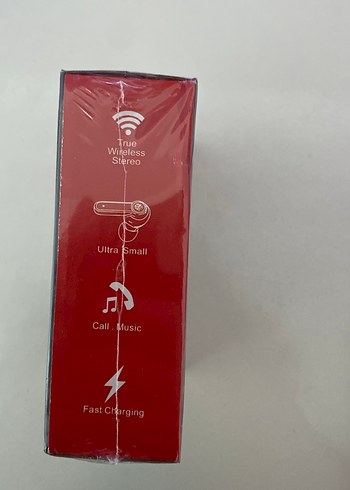 True
Wireless
Stereo
Ultra Small
Call . Music
Fast Charging